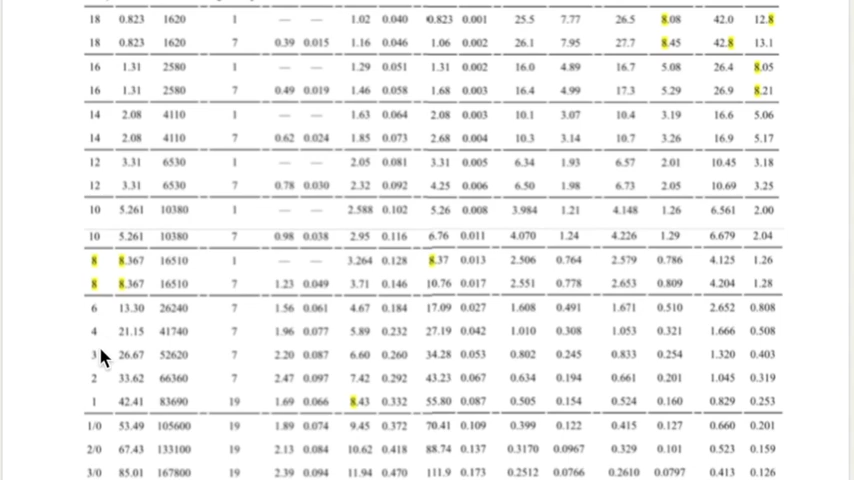 18 0.823 1620 1 — — 1.02 0.040 0.823 0.001 25.5 7.77 26.5 8.08 42.0 12.8
18 0.823 1620 7 0.39 0.015 1.16 0.046 1.06 0.002 26.1 7.95 27.7 8.45 42.8 13.1
16 1.31 2580 1 — — 1.29 0.051 1.31 0.002 16.0 4.89 16.7 5.08 26.4 8.05
16 1.31 2580 7 0.49 0.019 1.46 0.058 1.68 0.003 16.4 4.99 17.3 5.29 26.9 8.21
14 2.08 4110 1 — — 1.63 0.064 2.08 0.003 10.1 3.07 10.4 3.19 16.6 5.06
14 2.08 4110 7 0.62 0.024 1.85 0.073 2.68 0.004 10.3 3.14 10.7 3.26 16.9 5.17
12 3.31 6530 1 — — 2.05 0.081 3.31 0.005 6.34 1.93 6.57 2.01 10.45 3.18
12 3.31 6530 7 0.78 0.030 2.32 0.092 4.25 0.006 6.50 1.98 6.73 2.05 10.69 3.25
10 5.261 10380 1 — — 2.588 0.102 5.26 0.008 3.984 1.21 4.148 1.26 6.561 2.00
10 5.261 10380 7 0.98 0.038 2.95 0.116 6.76 0.011 4.070 1.24 4.226 1.29 6.679 2.04
8 8.367 16510 1 — — 3.264 0.128 8.37 0.013 2.506 0.764 2.579 0.786 4.125 1.26
8 8.367 16510 7 1.23 0.049 3.71 0.146 10.76 0.017 2.551 0.778 2.653 0.809 4.204 1.28
6 13.30 26240 7 1.56 0.061 4.67 0.184 17.09 0.027 1.608 0.491 1.671 0.510 2.652 0.808
4 21.15 41740 7 1.96 0.077 5.89 0.232 27.19 0.042 1.010 0.308 1.053 0.321 1.666 0.508
3 26.67 52620 7 2.20 0.087 6.60 0.260 34.28 0.053 0.802 0.245 0.833 0.254 1.320 0.403
2 33.62 66360 7 2.47 0.097 7.42 0.292 43.23 0.067 0.634 0.194 0.661 0.201 1.045 0.319
1 42.41 83690 19 1.69 0.066 8.43 0.332 55.80 0.087 0.505 0.154 0.524 0.160 0.829 0.253
1/0 53.49 105600 19 1.89 0.074 9.45 0.372 70.41 0.109 0.399 0.122 0.415 0.127 0.660 0.201
2/0 67.43 133100 19 2.13 0.084 10.62 0.418 88.74 0.137 0.3170 0.0967 0.329 0.101 0.523 0.159
3/0 85.01 167800 19 2.39 0.094 11.94 0.470 111.9 0.173 0.2512 0.0766 0.2610 0.0797 0.413 0.126